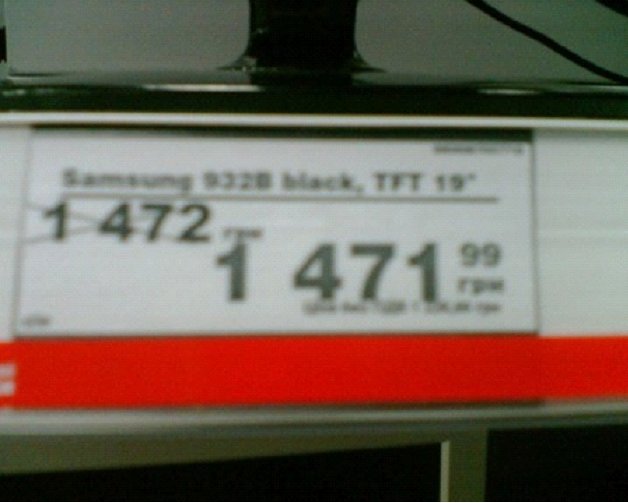 Samsung 932B black, TFT 19"
1 472 грн
1 471 99
грн